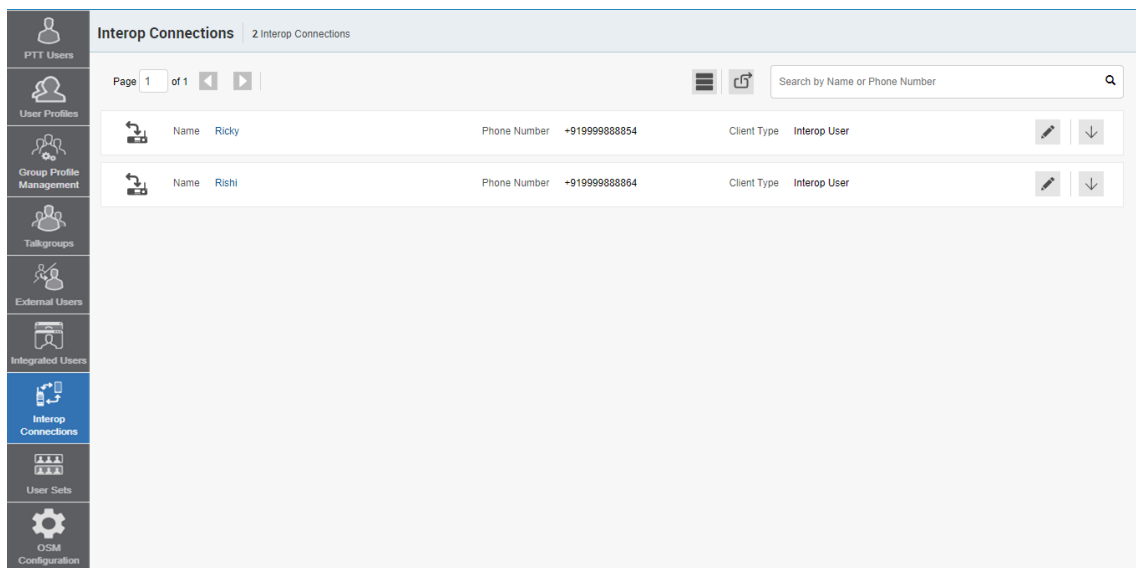 PTT Users
User Profiles
Group Profile
Management
Talkgroups
External Users
Integrated Users
Interop
Connections
User Sets
OSM
Configuration
Interop Connections 2 Interop Connections
Page 1 of 1 Search by Name or Phone Number
Name Ricky Phone Number +919999888854 Client Type Interop User
Name Rishi Phone Number +919999888864 Client Type Interop User